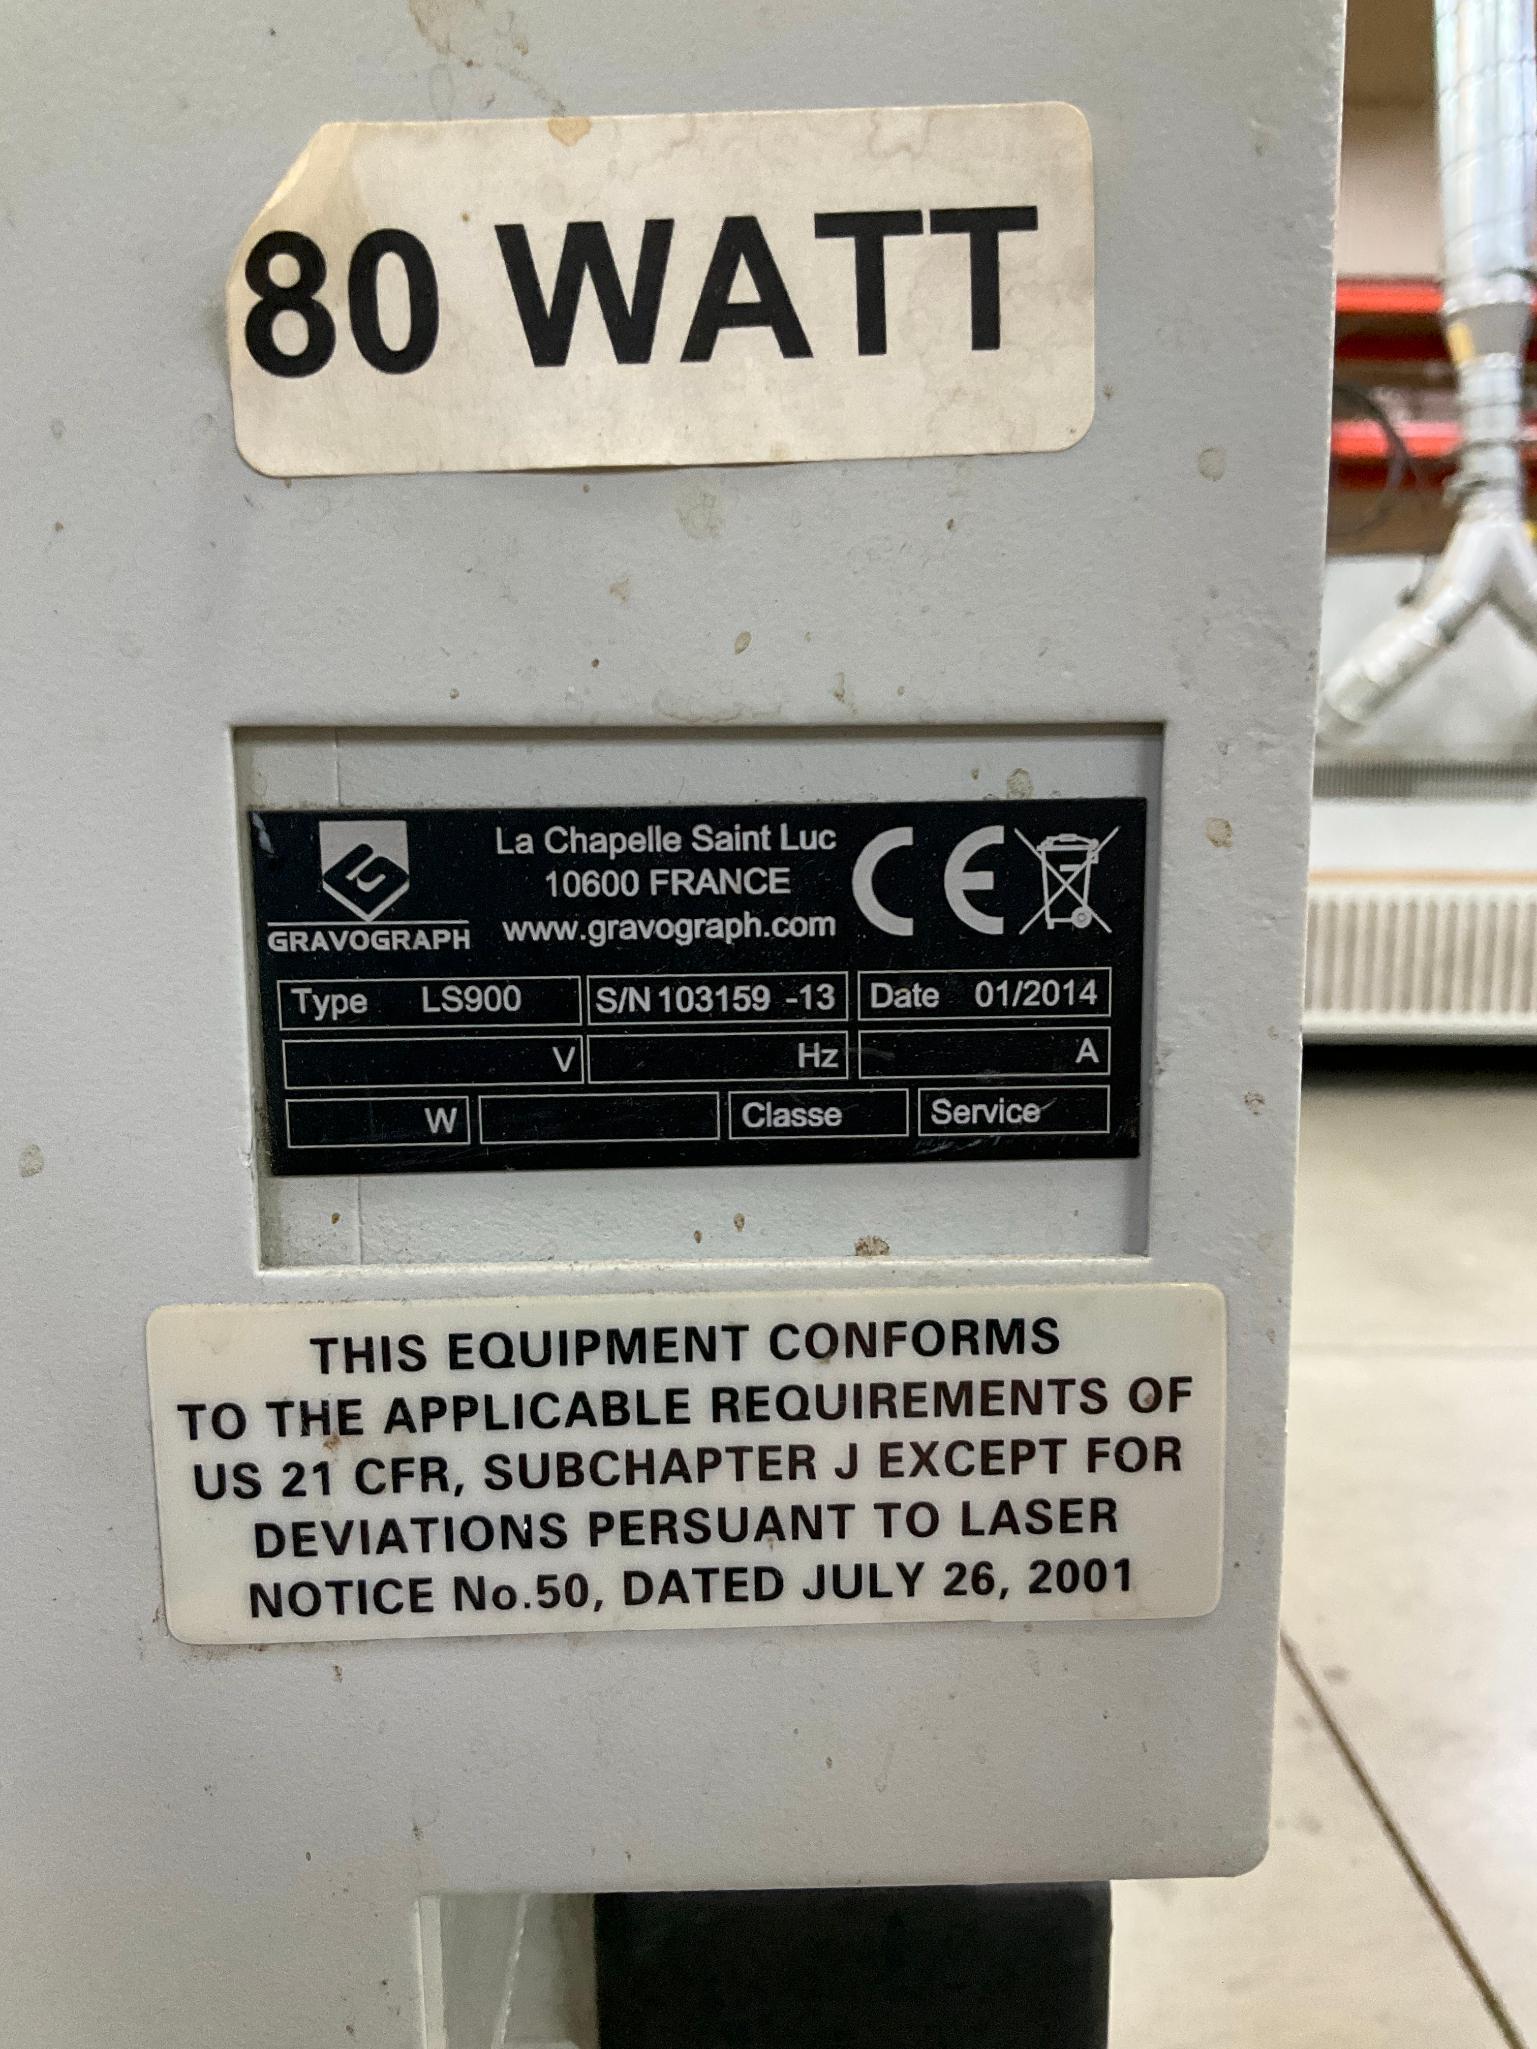 80 WATT
GRAVOGRAPH
La Chapelle Saint Luc
10600 FRANCE
www.gravograph.com
CE
Type LS900 S/N 103159 -13 Date 01/2014
V Hz A
W Classe Service
THIS EQUIPMENT CONFORMS
TO THE APPLICABLE REQUIREMENTS OF
US 21 CFR, SUBCHAPTER J EXCEPT FOR
DEVIATIONS PERSUANT TO LASER
NOTICE No.50, DATED JULY 26, 2001